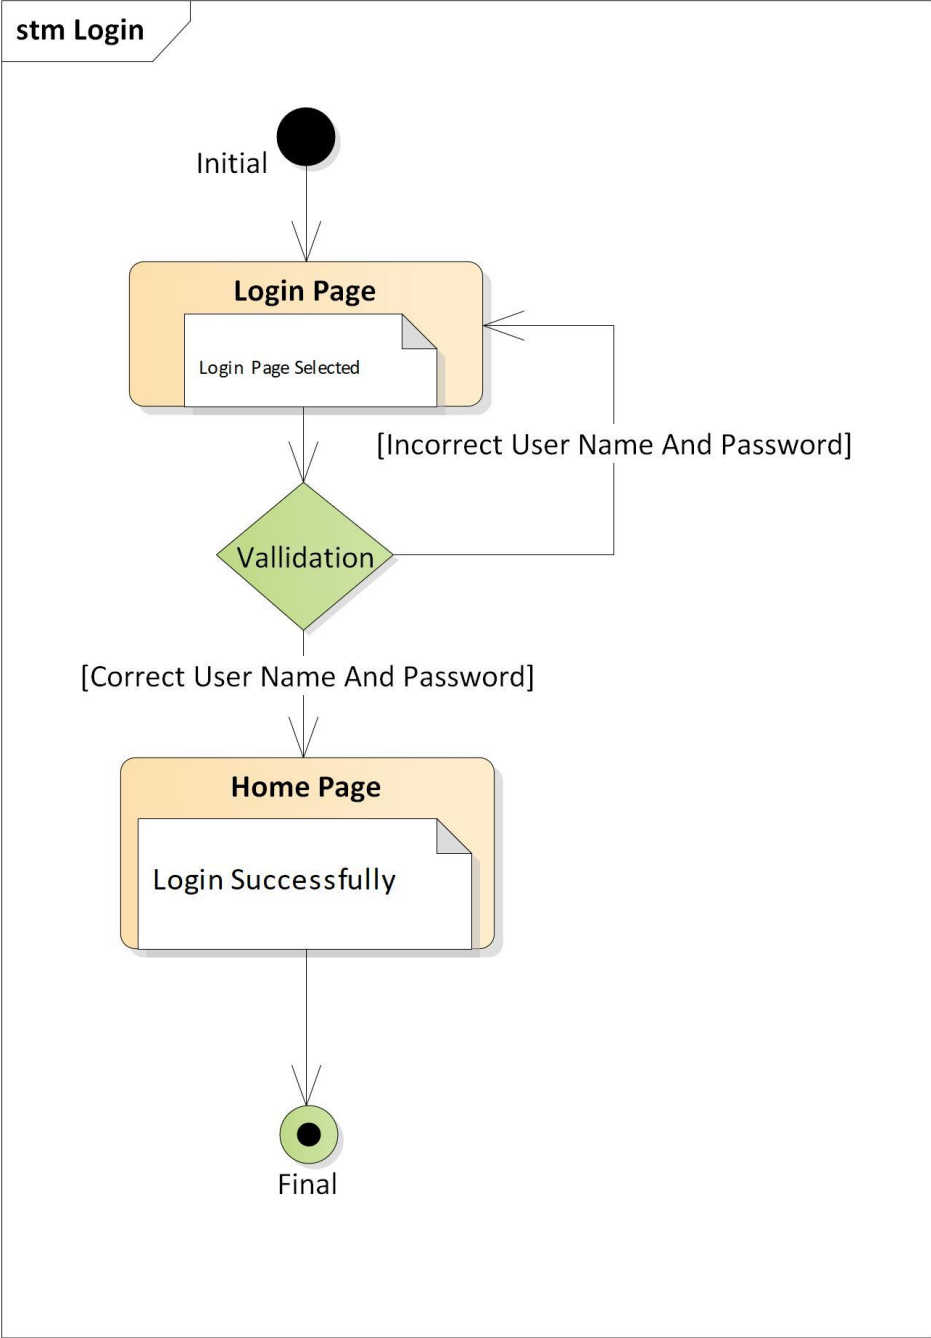 stm Login
Initial
Login Page
Login Page Selected
[Incorrect User Name And Password]
Vallidation
[Correct User Name And Password]
Home Page
Login Successfully
Final